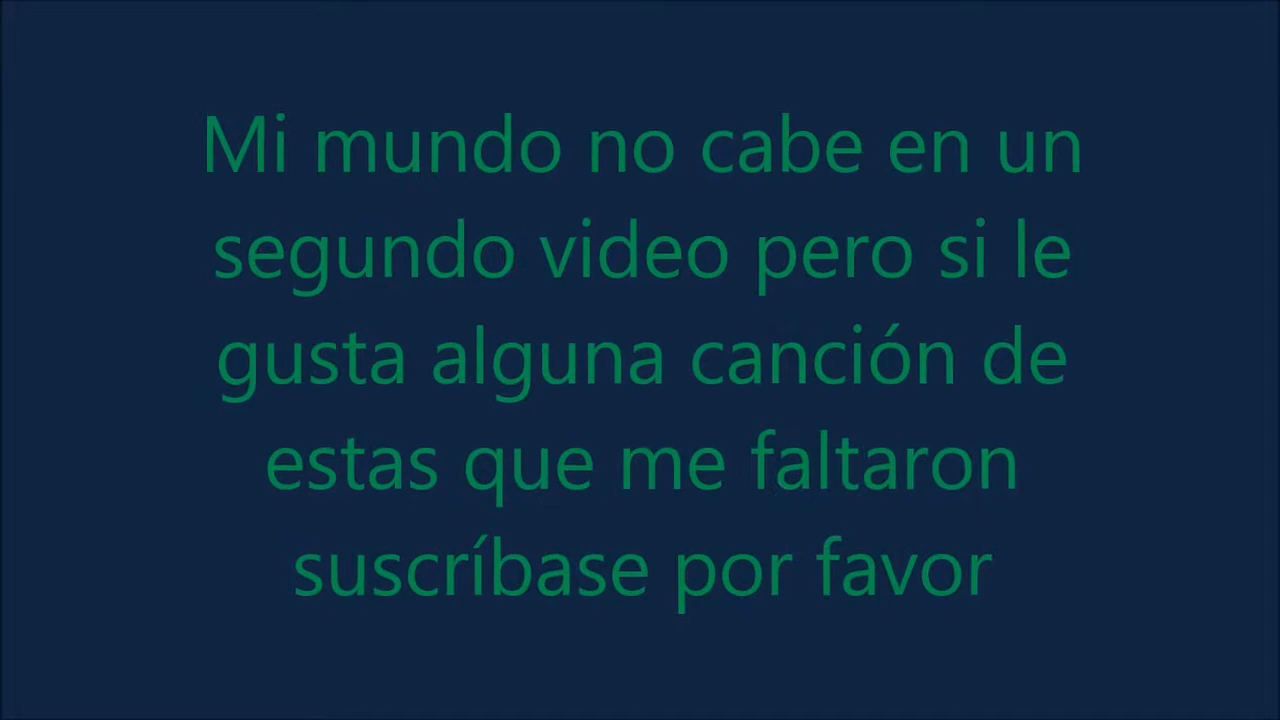 Mi mundo no cabe en un
segundo video pero si le
gusta alguna canción de
estas que me faltaron
suscríbase por favor